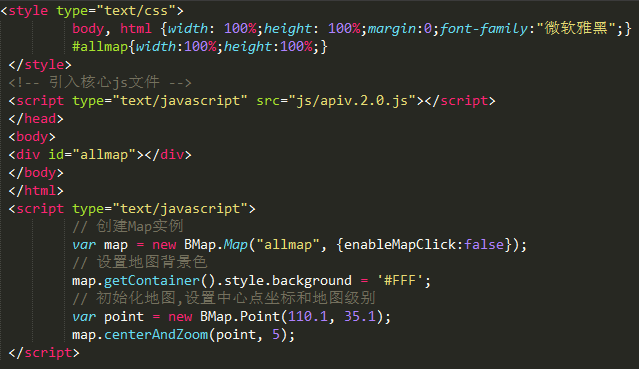 <style type="text/css">
body, html {width: 100%;height: 100%;margin:0;font-family:"微软雅黑";}
#allmap{width:100%;height:100%;}
</style>
<!-- 引入核心js文件 -->
<script type="text/javascript" src="js/apiv.2.0.js"></script>
</head>
<body>
<div id="allmap"></div>
</body>
</html>
<script type="text/javascript">
// 创建Map实例
var map = new BMap.Map("allmap", {enableMapClick:false});
// 设置地图背景色
map.getContainer().style.background = '#FFF';
// 初始化地图,设置中心点坐标和地图级别
var point = new BMap.Point(110.1, 35.1);
map.centerAndZoom(point, 5);
</script>